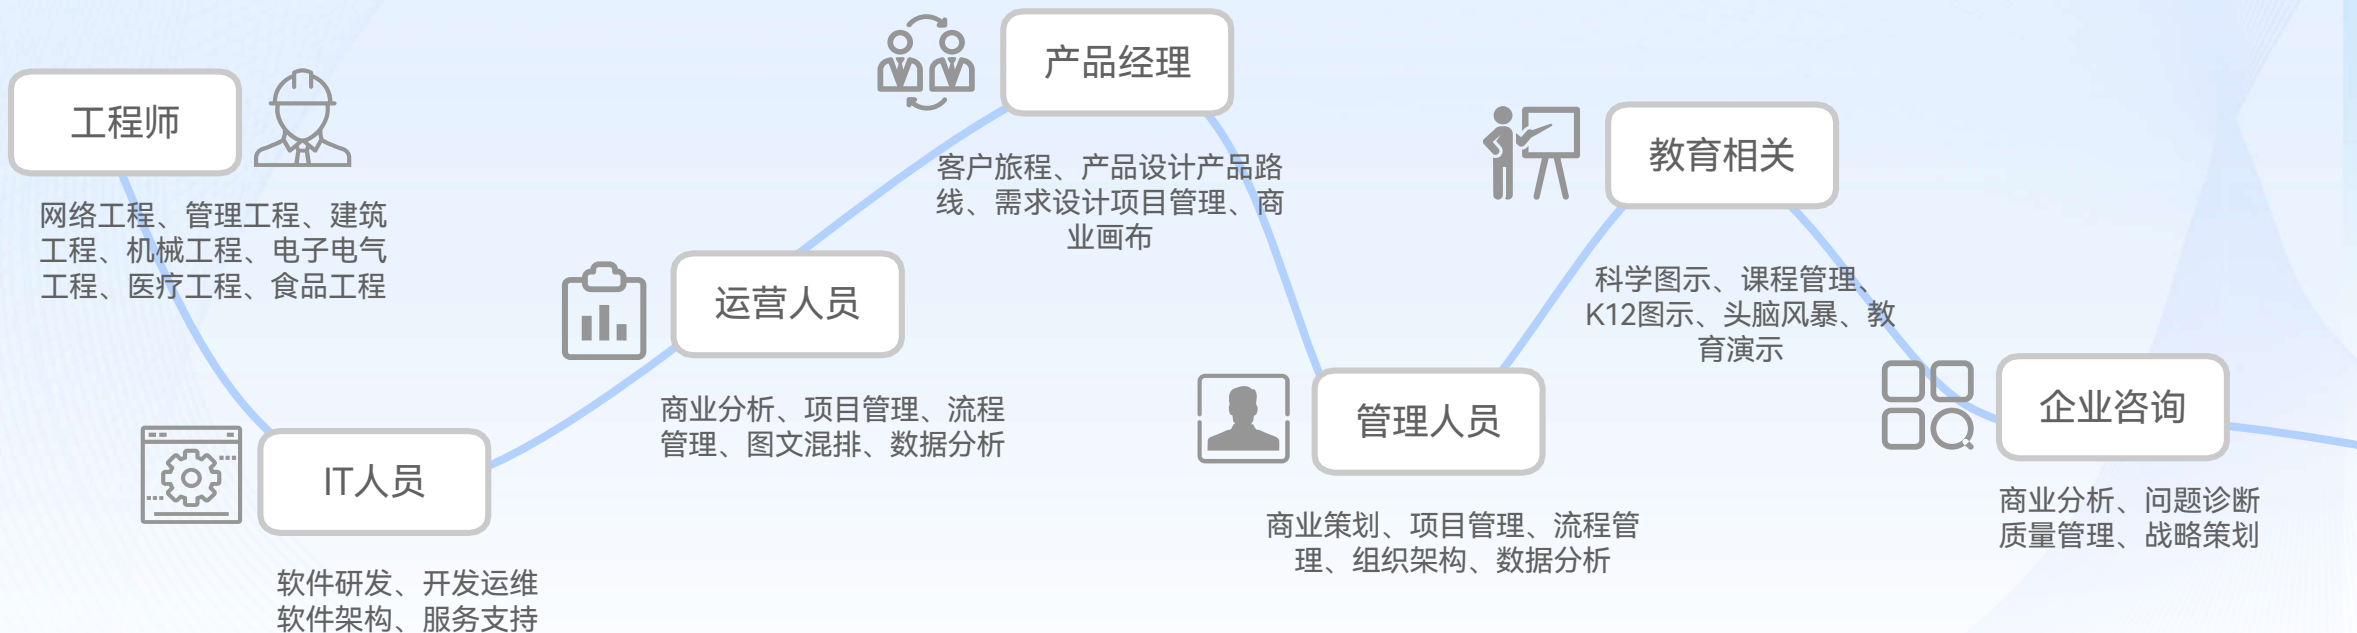 工程师
网络工程、管理工程、建筑
工程、机械工程、电子电气
工程、医疗工程、食品工程
IT人员
软件研发、开发运维
软件架构、服务支持
运营人员
商业分析、项目管理、流程
管理、图文混排、数据分析
产品经理
客户旅程、产品设计产品路
线、需求设计项目管理、商
业画布
管理人员
商业策划、项目管理、流程管
理、组织架构、数据分析
教育相关
科学图示、课程管理、
K12图示、头脑风暴、教
育演示
企业咨询
商业分析、问题诊断
质量管理、战略策划